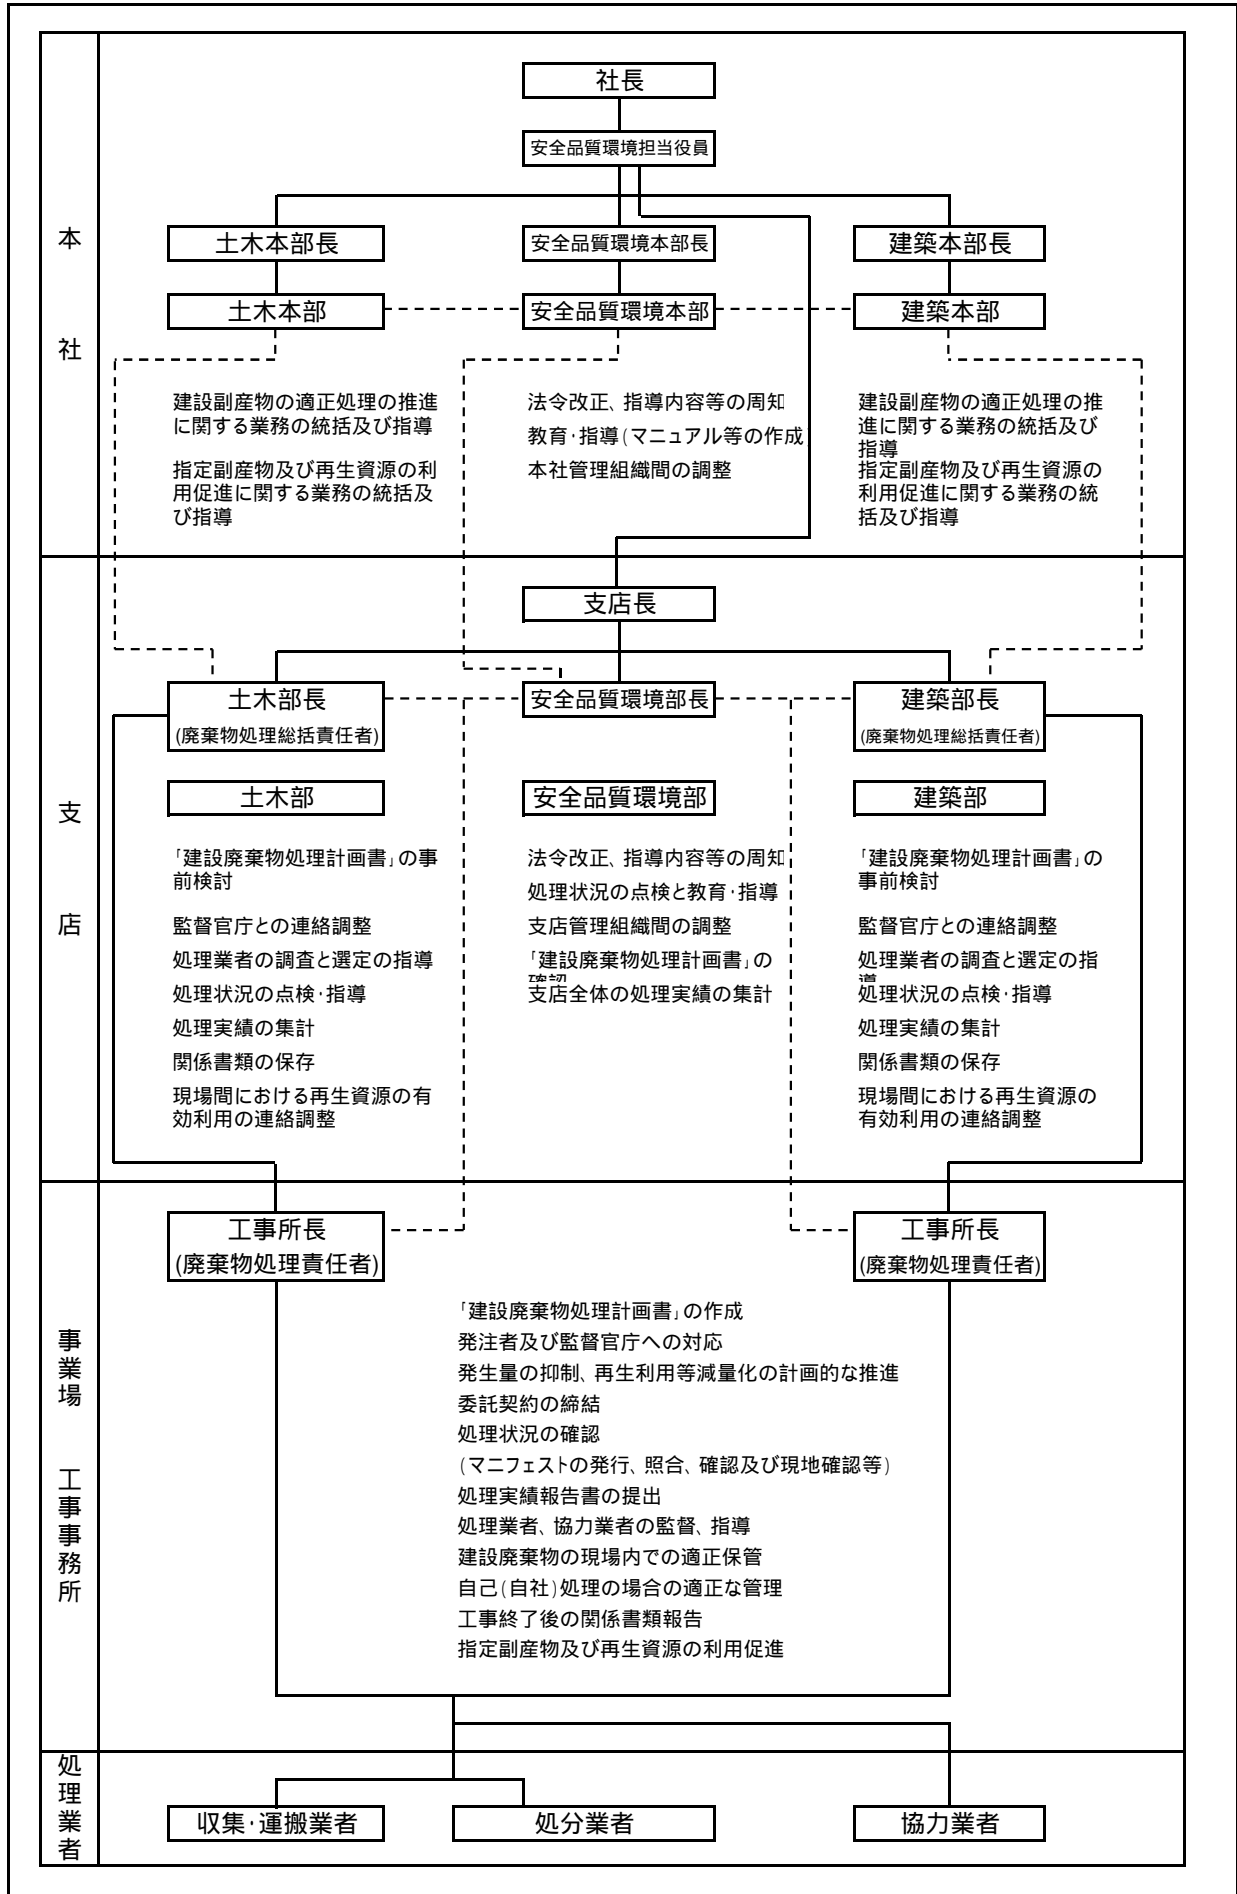 本社
社長
安全品質環境担当役員
土木本部長
安全品質環境本部長
建築本部長
土木本部
安全品質環境本部
建築本部
建設副産物の適正処理の推進
に関する業務の統括及び指導
指定副産物及び再生資源の利
用促進に関する業務の統括及
び指導
法令改正、指導内容等の周知
教育・指導(マニュアル等の作成
本社管理組織間の調整
建設副産物の適正処理の推
進に関する業務の統括及び
指導
指定副産物及び再生資源の
利用促進に関する業務の統
括及び指導
支店
支店長
土木部長
(廃棄物処理総括責任者)
安全品質環境部長
建築部長
(廃棄物処理総括責任者)
土木部
安全品質環境部
建築部
「建設廃棄物処理計画書」の事
前検討
監督官庁との連絡調整
処理業者の調査と選定の指導
処理状況の点検・指導
処理実績の集計
関係書類の保存
現場間における再生資源の有
効利用の連絡調整
法令改正、指導内容等の周知
処理状況の点検と教育・指導
支店管理組織間の調整
「建設廃棄物処理計画書」の
確認
支店全体の処理実績の集計
「建設廃棄物処理計画書」の
事前検討
監督官庁との連絡調整
処理業者の調査と選定の指
導
処理状況の点検・指導
処理実績の集計
関係書類の保存
現場間における再生資源の
有効利用の連絡調整
事業場 工事事務所
工事所長
(廃棄物処理責任者)
工事所長
(廃棄物処理責任者)
「建設廃棄物処理計画書」の作成
発注者及び監督官庁への対応
発生量の抑制、再生利用等減量化の計画的な推進
委託契約の締結
処理状況の確認
(マニフェストの発行、照合、確認及び現地確認等)
処理実績報告書の提出
処理業者、協力業者の監督、指導
建設廃棄物の現場内での適正保管
自己(自社)処理の場合の適正な管理
工事終了後の関係書類報告
指定副産物及び再生資源の利用促進
処理業者
収集・運搬業者
処分業者
協力業者